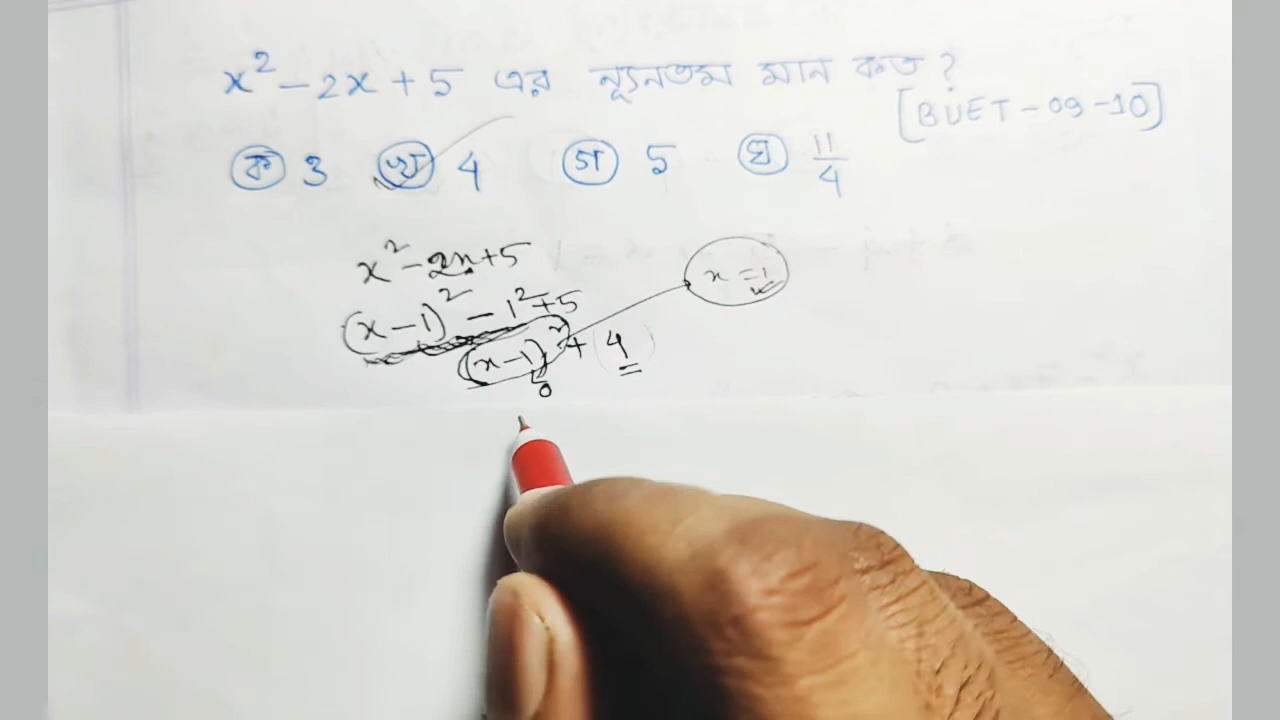 x² - 2x + 5 এর ন্যূনতম মান কত ?
[BUET - 09 - 10]
ক 3 খ 4 গ 5 ঘ 11/4
x² - 2x + 5
x = 1
(x - 1)² - 1² + 5
(x - 1)² + 4
0